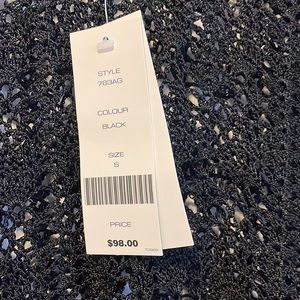 STYLE
783AG
COLOUR
BLACK
SIZE
S
PRICE
$98.00